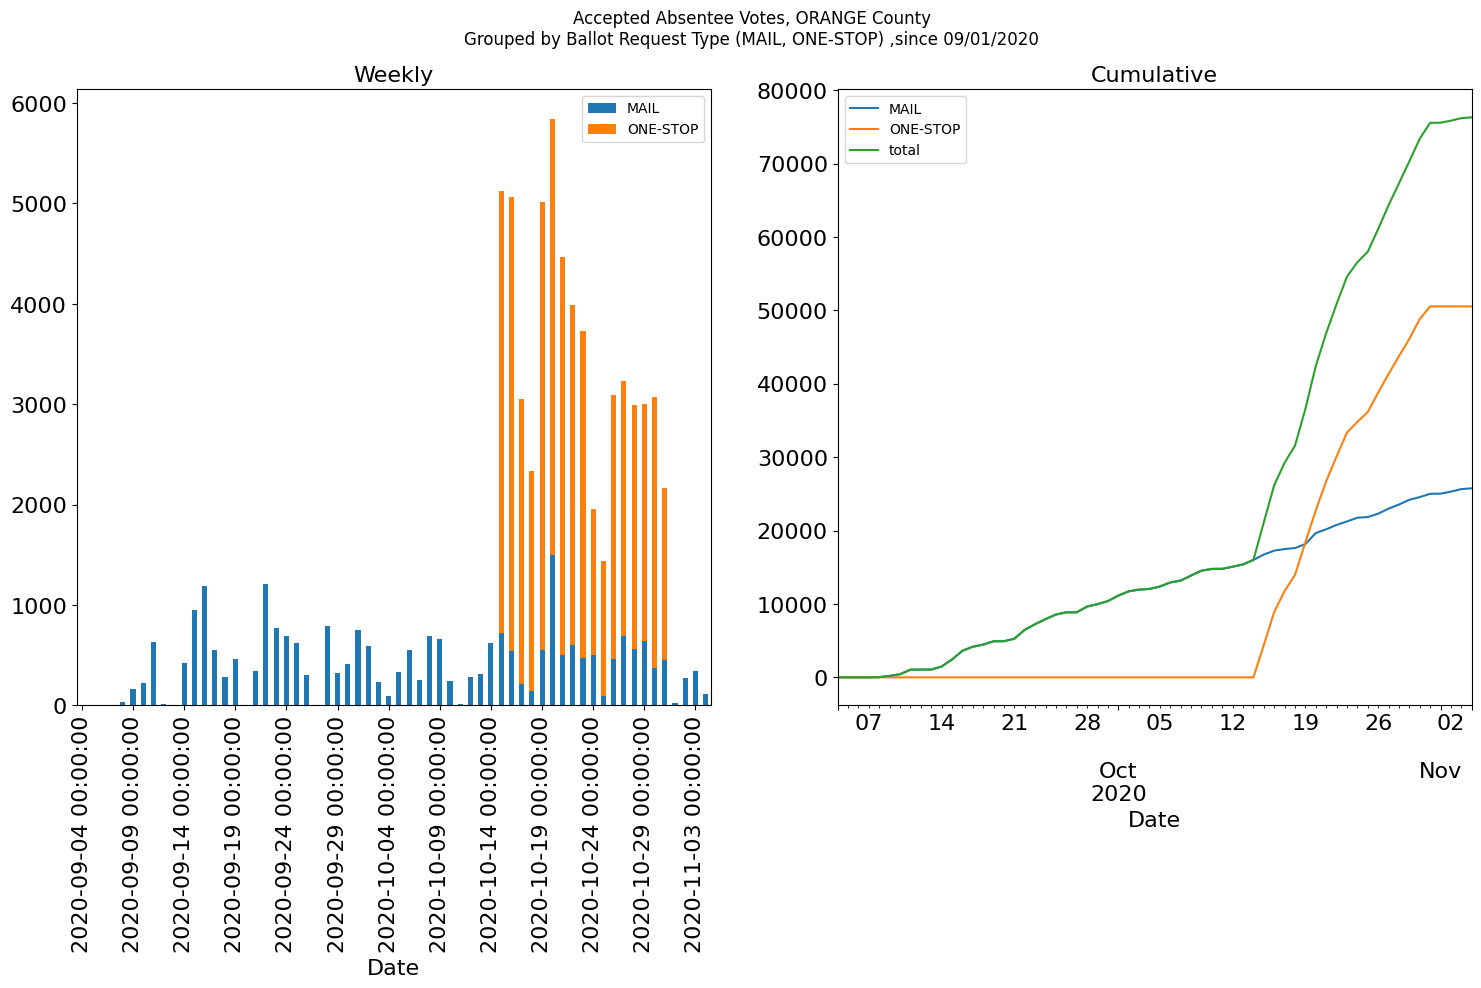 Accepted Absentee Votes, ORANGE County
Grouped by Ballot Request Type (MAIL, ONE-STOP) ,since 09/01/2020
Weekly
6000
5000
4000
3000
2000
1000
0
MAIL
ONE-STOP
2020-09-04 00:00:00
2020-09-09 00:00:00
2020-09-14 00:00:00
2020-09-19 00:00:00
2020-09-24 00:00:00
2020-09-29 00:00:00
2020-10-04 00:00:00
2020-10-09 00:00:00
2020-10-14 00:00:00
2020-10-19 00:00:00
2020-10-24 00:00:00
2020-10-29 00:00:00
2020-11-03 00:00:00
Date
Cumulative
80000
70000
60000
50000
40000
30000
20000
10000
0
MAIL
ONE-STOP
total
07 14 21 28 05 12 19 26 02
Oct Nov
2020
Date